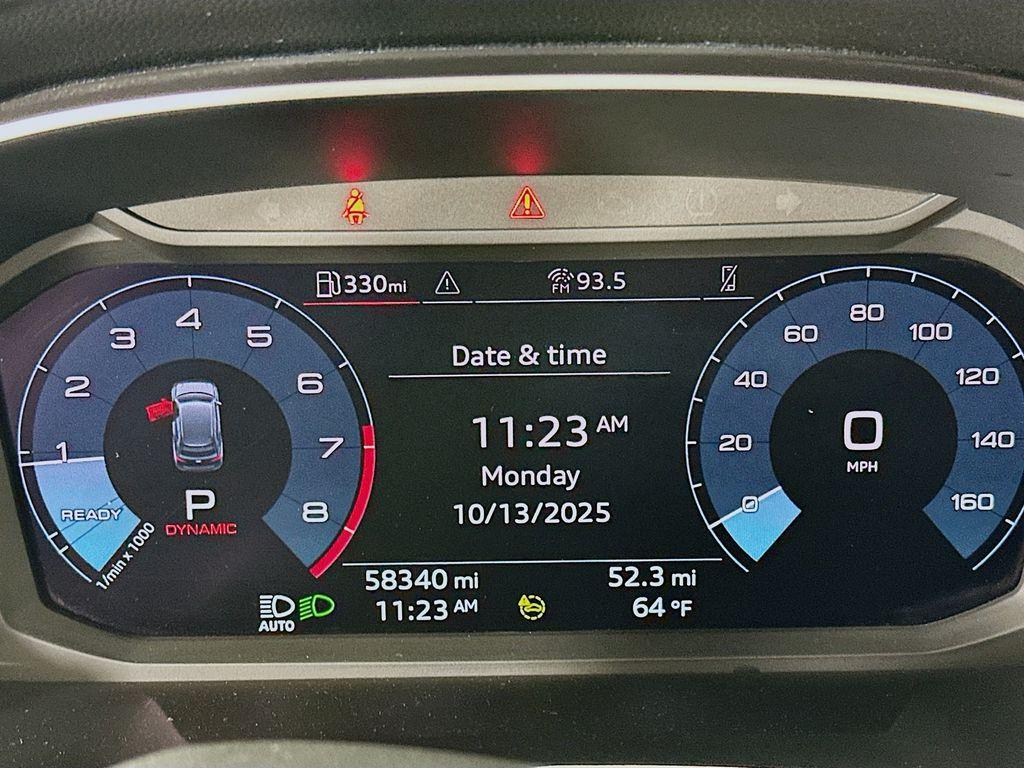 330mi
FM 93.5
1
2
3
4
5
6
7
8
READY
1/min x 1000
P
DYNAMIC
Date & time
11:23 AM
Monday
10/13/2025
0
20
40
60
80
100
120
140
160
0
MPH
58340 mi
52.3 mi
AUTO
11:23 AM
64 °F